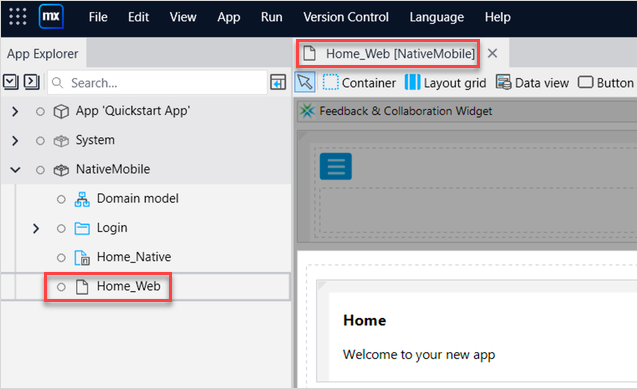 mx File Edit View App Run Version Control Language Help
App Explorer
Home_Web [NativeMobile]
Search...
Container Layout grid Data view Button
App 'Quickstart App'
Feedback & Collaboration Widget
System
NativeMobile
Domain model
Login
Home_Native
Home_Web
Home
Welcome to your new app